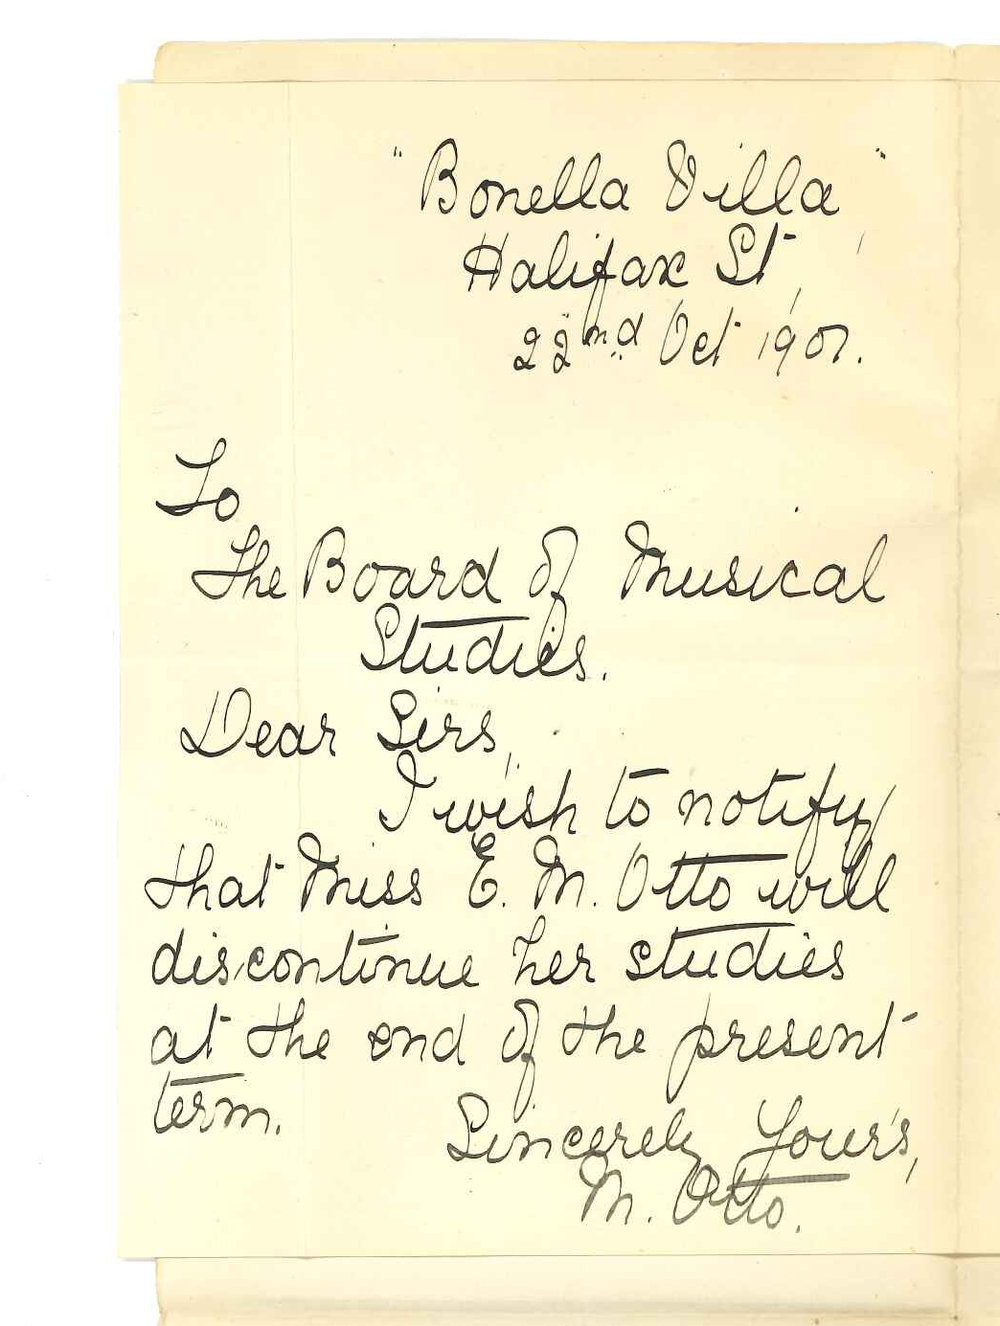 "Bonella Villa",
Halifax St,
22nd Oct 1907.
To
The Board of Musical
Studies.
Dear Sirs,
I wish to notify
that Miss E. M. Otto will
discontinue her studies
at the end of the present
term.
Sincerely Your's,
M. Otto.